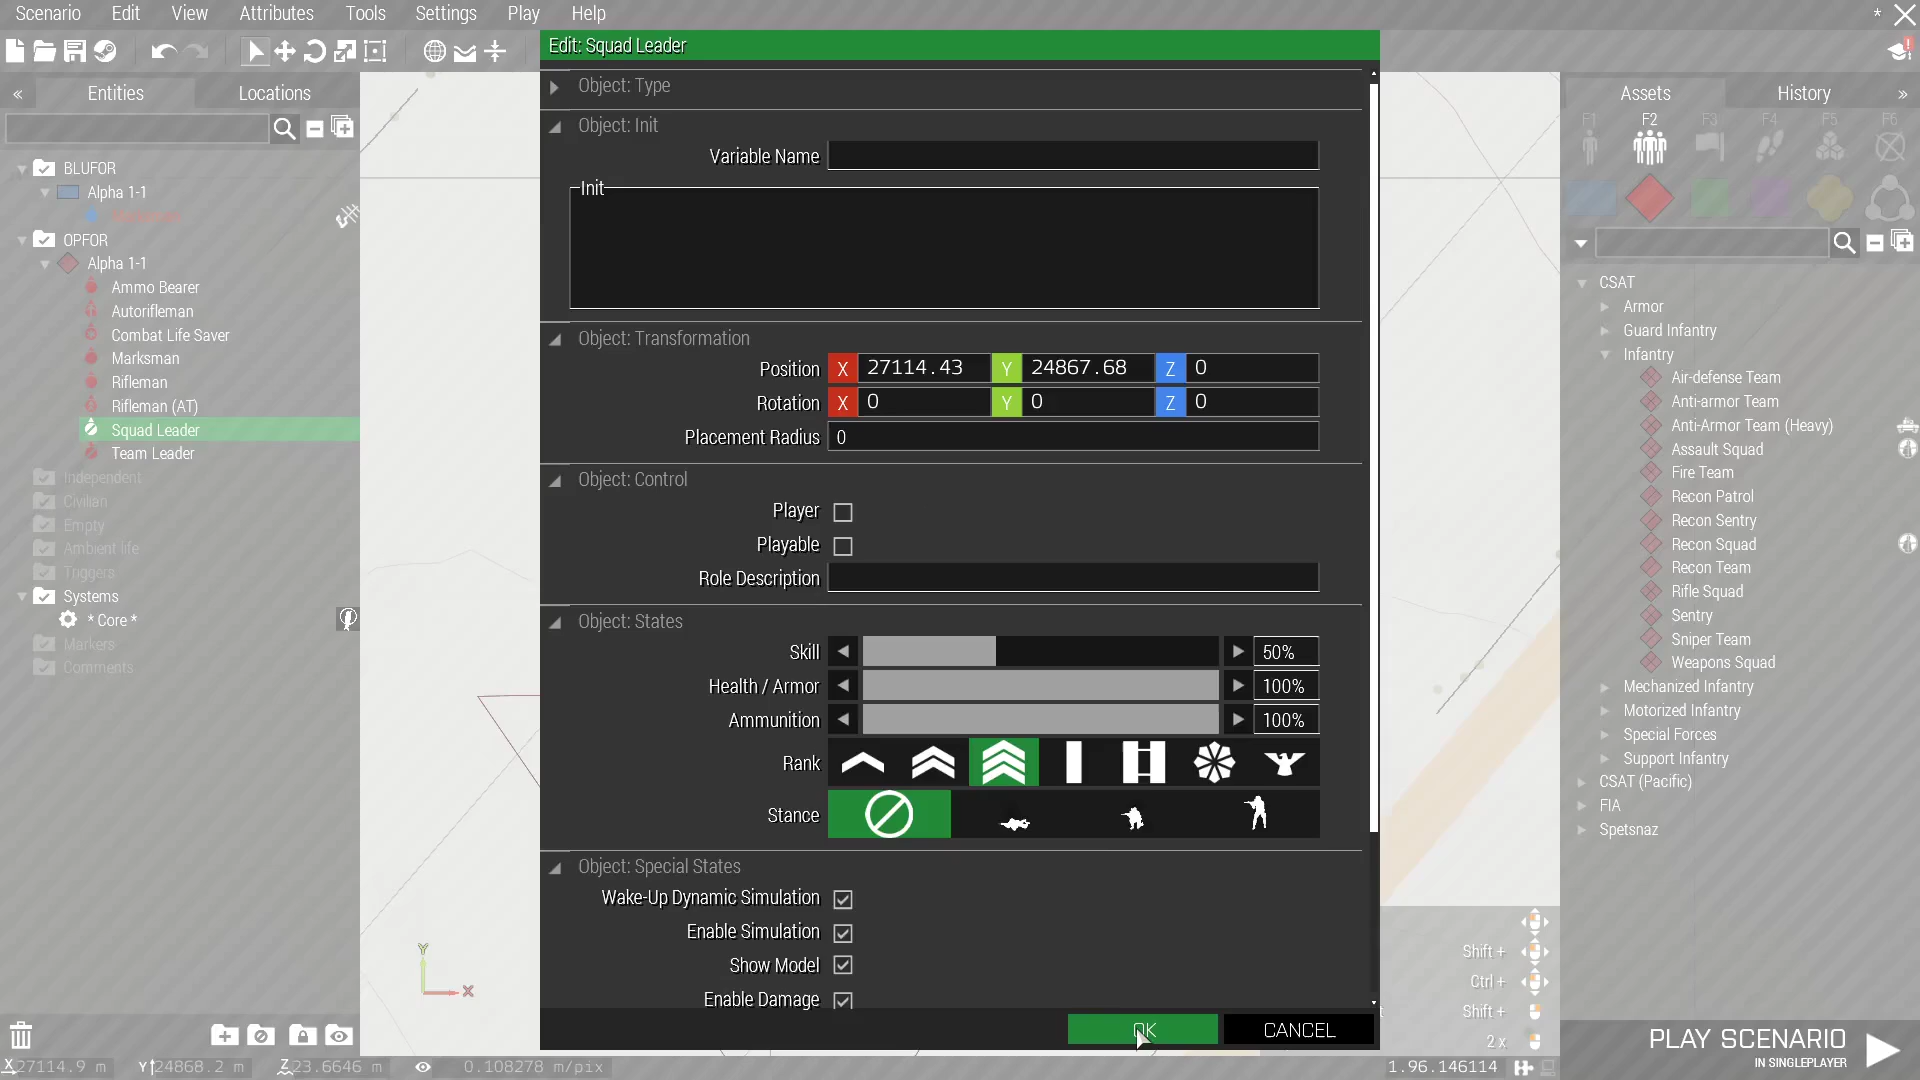 Scenario Edit View Attributes Tools Settings Play Help
*
Edit: Squad Leader
Entities Locations
BLUFOR
Alpha 1-1
OPFOR
Alpha 1-1
Ammo Bearer
Autorifleman
Combat Life Saver
Marksman
Rifleman
Rifleman (AT)
Squad Leader
Team Leader
Independent
Civilian
Empty
Ambient life
Triggers
Systems
* Core *
Markers
Comments
X 27114.9 m Y 24868.2 m Z 23.6646 m 0.108278 m/pix
Y
X
Object: Type
Object: Init
Variable Name
Init
Object: Transformation
Position X 27114.43 Y 24867.68 Z 0
Rotation X 0 Y 0 Z 0
Placement Radius 0
Object: Control
Player
Playable
Role Description
Object: States
Skill 50%
Health / Armor 100%
Ammunition 100%
Rank
Stance
Object: Special States
Wake-Up Dynamic Simulation
Enable Simulation
Show Model
Enable Damage
OK CANCEL
Assets History
F1 F2 F3 F4 F5 F6
CSAT
Armor
Guard Infantry
Infantry
Air-defense Team
Anti-armor Team
Anti-Armor Team (Heavy)
Assault Squad
Fire Team
Recon Patrol
Recon Sentry
Recon Squad
Recon Team
Rifle Squad
Sentry
Sniper Team
Weapons Squad
Mechanized Infantry
Motorized Infantry
Special Forces
Support Infantry
CSAT (Pacific)
FIA
Spetsnaz
Shift +
Ctrl +
Shift +
2 x
PLAY SCENARIO
IN SINGLEPLAYER
1.96.146114